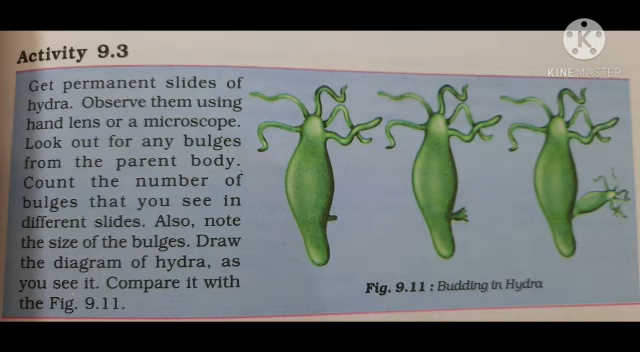 Activity 9.3
Get permanent slides of
hydra. Observe them using
hand lens or a microscope.
Look out for any bulges
from the parent body.
Count the number of
bulges that you see in
different slides. Also, note
the size of the bulges. Draw
the diagram of hydra, as
you see it. Compare it with
the Fig. 9.11.
Fig. 9.11 : Budding in Hydra
K
KINEMASTER